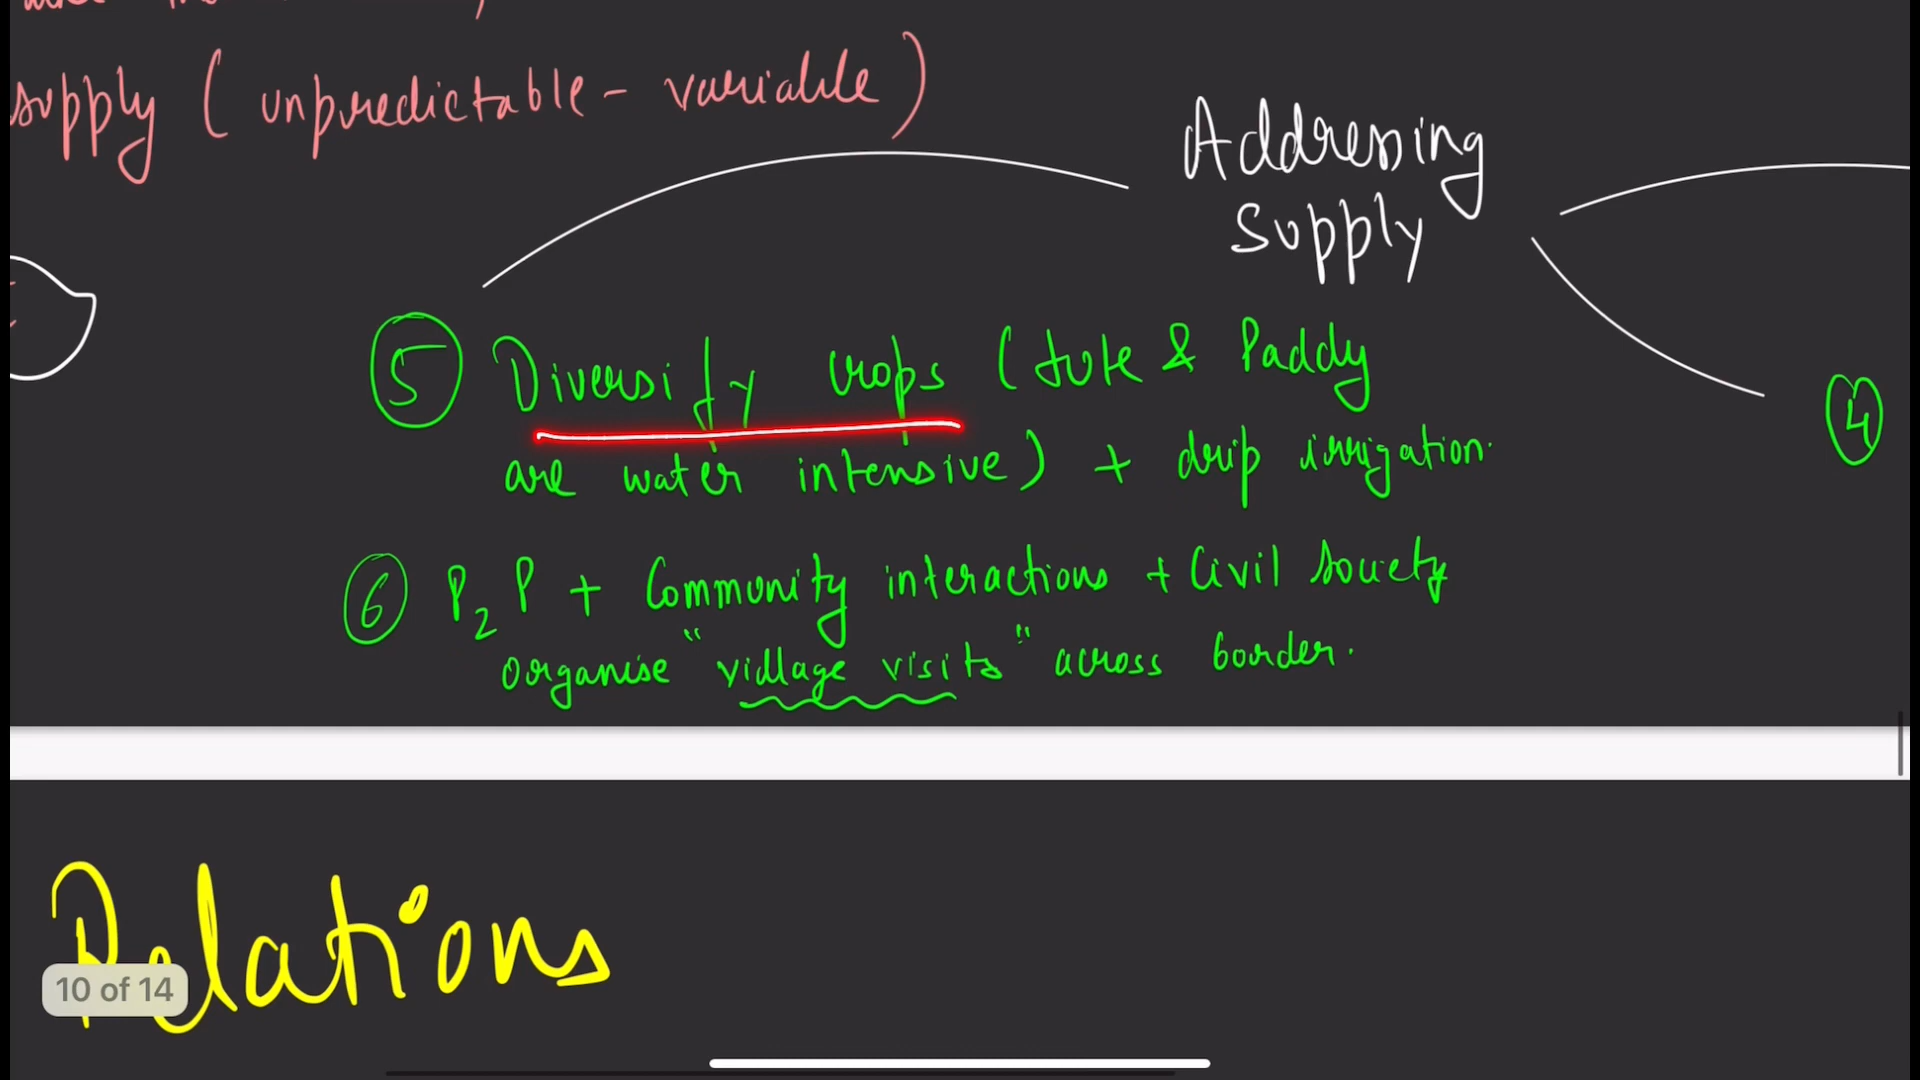 supply ( unpredictable - variable )
Addressing
Supply
5 Diversify crops ( Jute & Paddy
are water intensive ) + drip irrigation.
4
6 P2P + Community interactions + Civil Society
organise "village visits" across border.
Relations
10 of 14